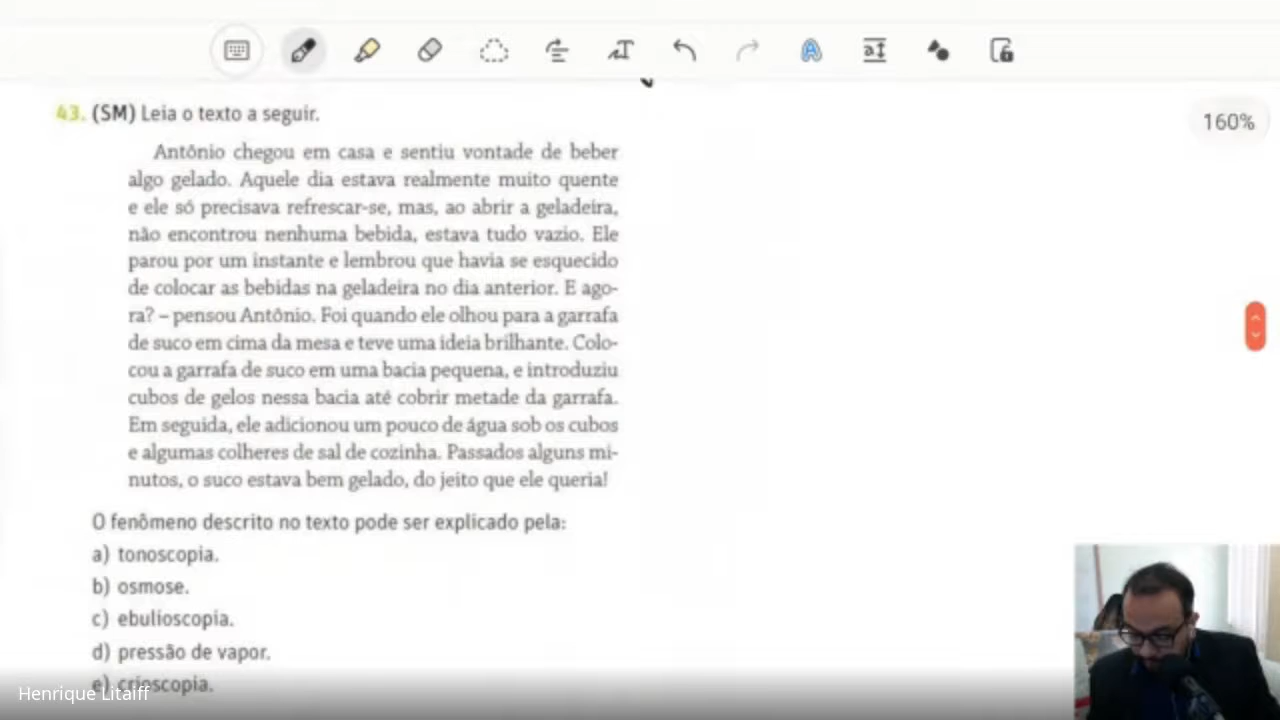 43. (SM) Leia o texto a seguir.
160%
Antônio chegou em casa e sentiu vontade de beber
algo gelado. Aquele dia estava realmente muito quente
e ele só precisava refrescar-se, mas, ao abrir a geladeira,
não encontrou nenhuma bebida, estava tudo vazio. Ele
parou por um instante e lembrou que havia se esquecido
de colocar as bebidas na geladeira no dia anterior. E ago-
ra? – pensou Antônio. Foi quando ele olhou para a garrafa
de suco em cima da mesa e teve uma ideia brilhante. Colo-
cou a garrafa de suco em uma bacia pequena, e introduziu
cubos de gelos nessa bacia até cobrir metade da garrafa.
Em seguida, ele adicionou um pouco de água sob os cubos
e algumas colheres de sal de cozinha. Passados alguns mi-
nutos, o suco estava bem gelado, do jeito que ele queria!
O fenômeno descrito no texto pode ser explicado pela:
a) tonoscopia.
b) osmose.
c) ebulioscopia.
d) pressão de vapor.
e) crioscopia.
Henrique Litaiff